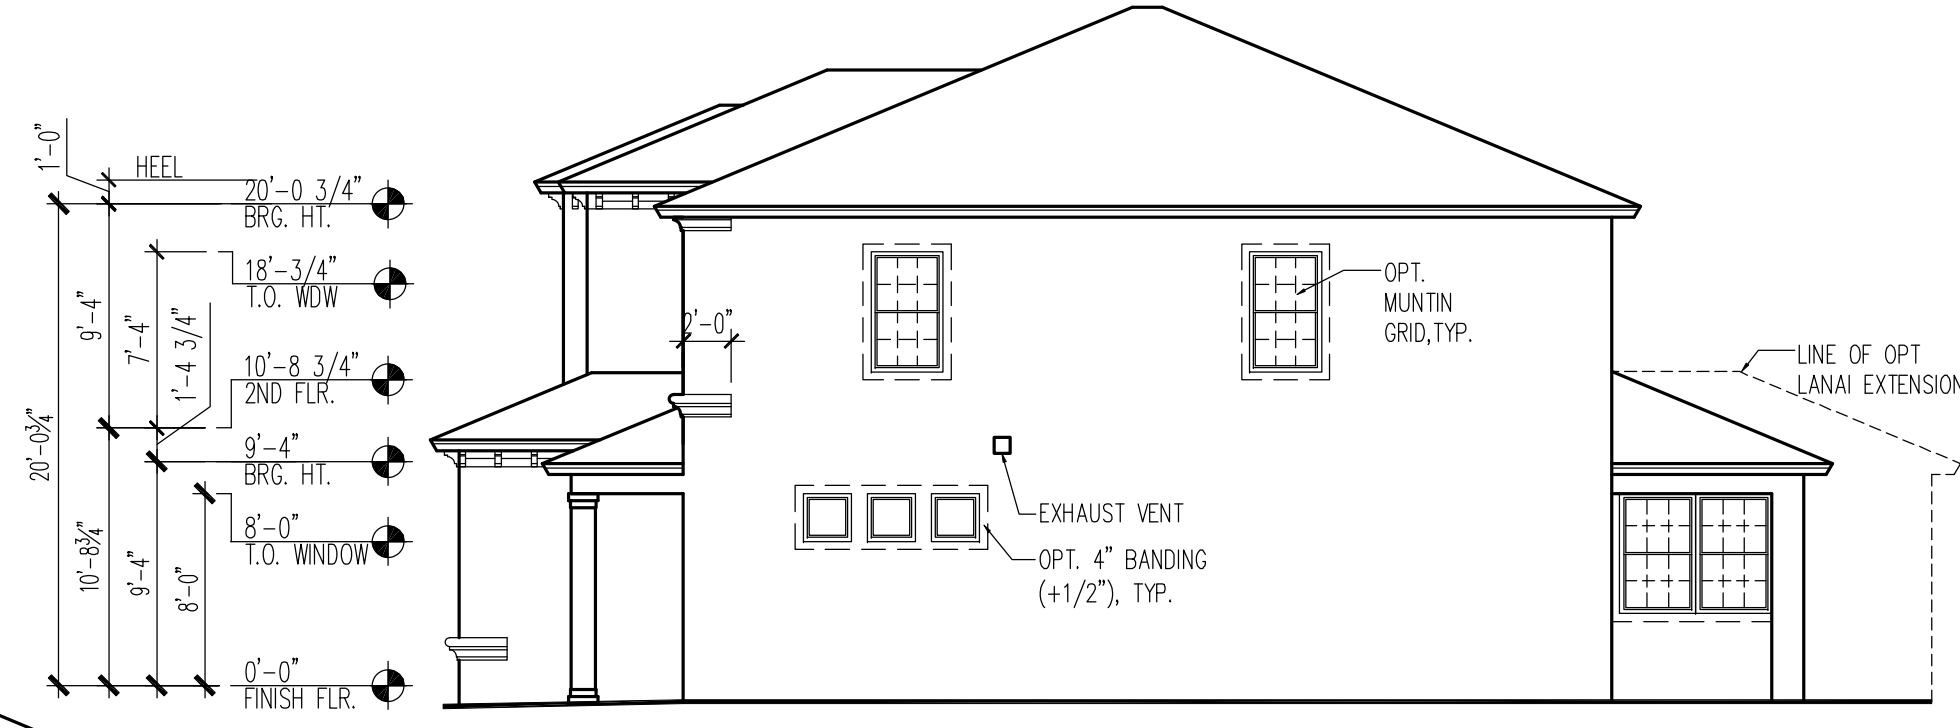 1'-0"
HEEL
20'-0 3/4"
BRG. HT.
18'-3/4"
T.O. WDW
9'-4"
7'-4"
1'-4 3/4"
2'-0"
OPT.
MUNTIN
GRID,TYP.
LINE OF OPT
LANAI EXTENSION
10'-8 3/4"
2ND FLR.
20'-0¾"
9'-4"
BRG. HT.
EXHAUST VENT
8'-0"
T.O. WINDOW
OPT. 4" BANDING
(+1/2"), TYP.
10'-8¾"
9'-4"
8'-0"
0'-0"
FINISH FLR.